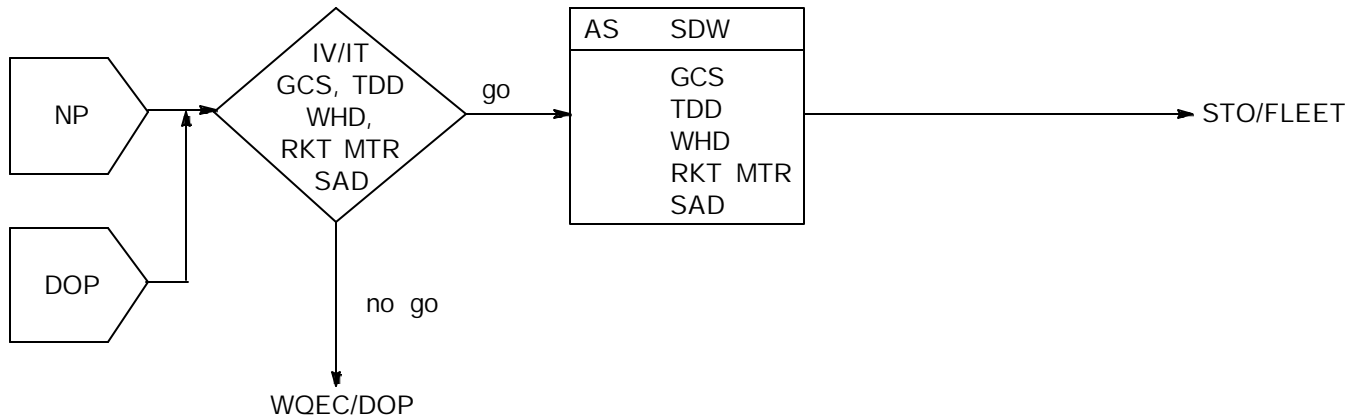 NP
DOP
IV/IT
GCS, TDD
WHD,
RKT MTR
SAD
go
no go
WQEC/DOP
AS SDW
GCS
TDD
WHD
RKT MTR
SAD
STO/FLEET